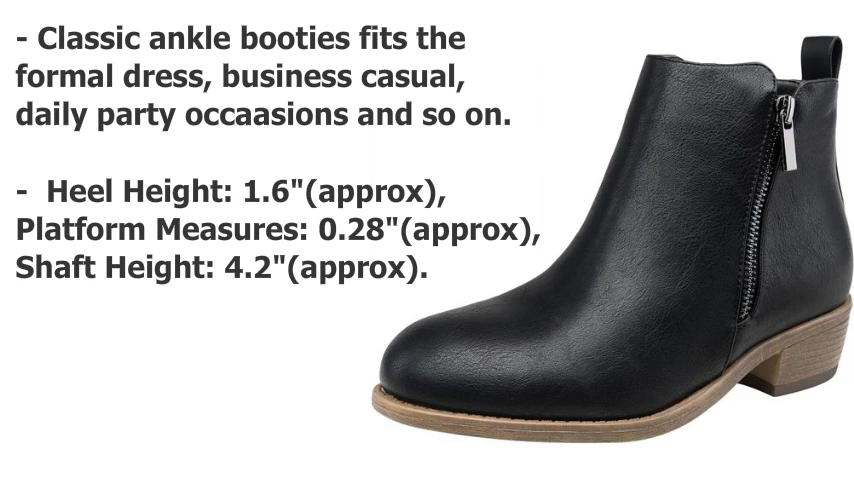 - Classic ankle booties fits the
formal dress, business casual,
daily party occaasions and so on.
-  Heel Height: 1.6"(approx),
Platform Measures: 0.28"(approx),
Shaft Height: 4.2"(approx).